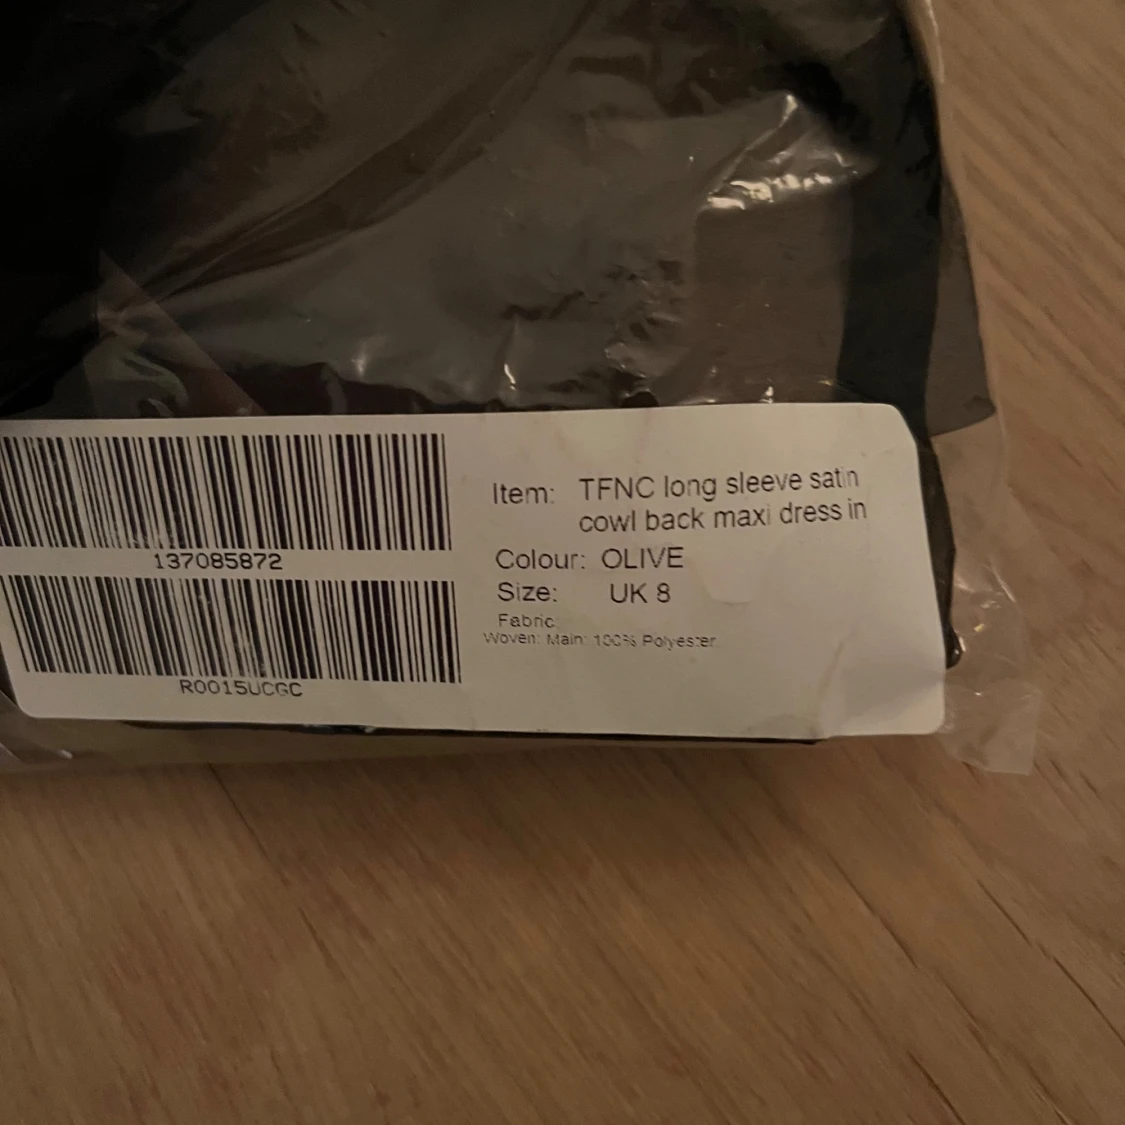 137085872
R0015UCGC
Item: TFNC long sleeve satin
cowl back maxi dress in
Colour: OLIVE
Size: UK 8
Fabric:
Woven: Main: 100% Polyester